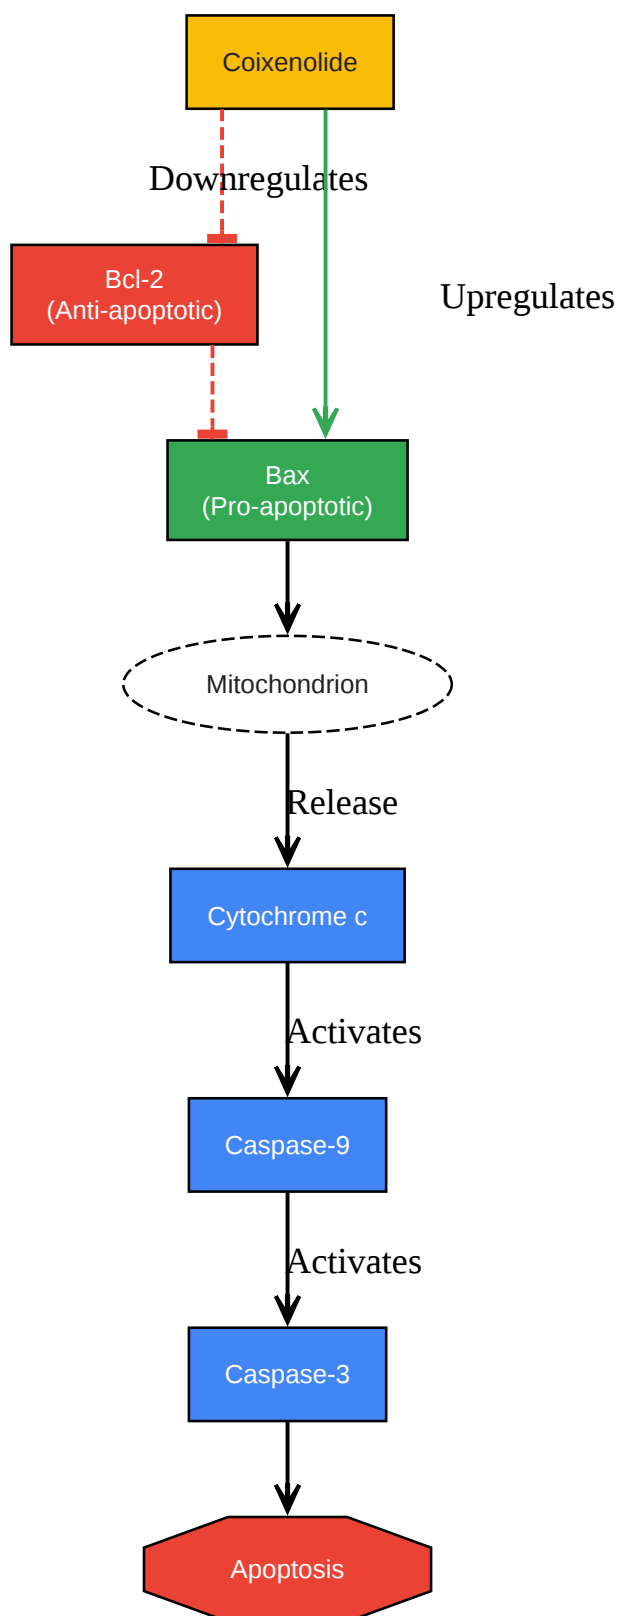 Coixenolide
Downregulates
Bcl-2
(Anti-apoptotic)
Upregulates
Bax
(Pro-apoptotic)
Mitochondrion
Release
Cytochrome c
Activates
Caspase-9
Activates
Caspase-3
Apoptosis